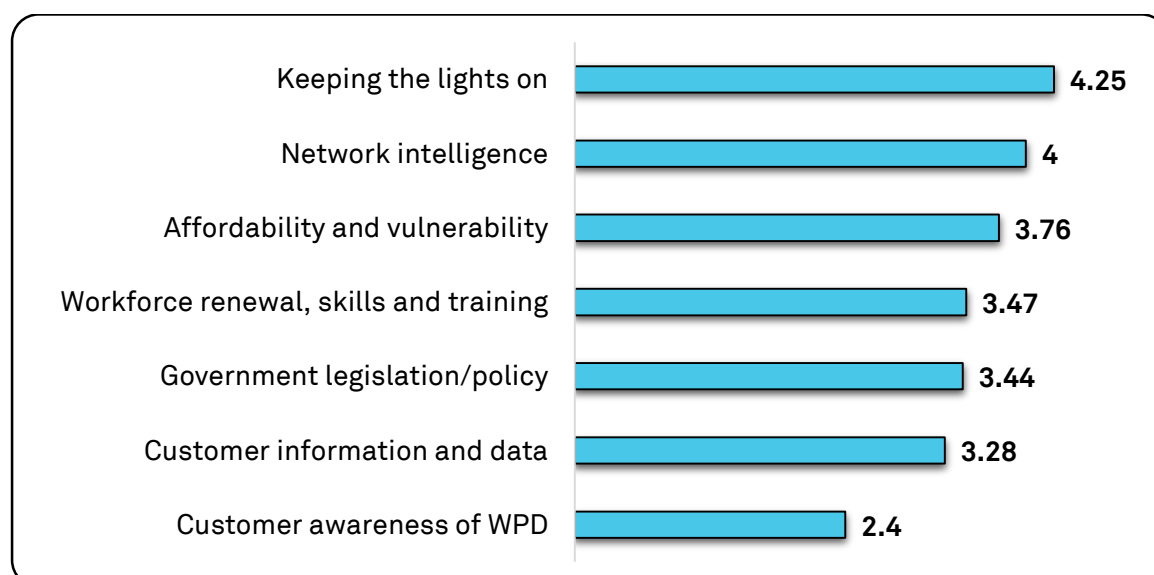 Keeping the lights on 4.25
Network intelligence 4
Affordability and vulnerability 3.76
Workforce renewal, skills and training 3.47
Government legislation/policy 3.44
Customer information and data 3.28
Customer awareness of WPD 2.4